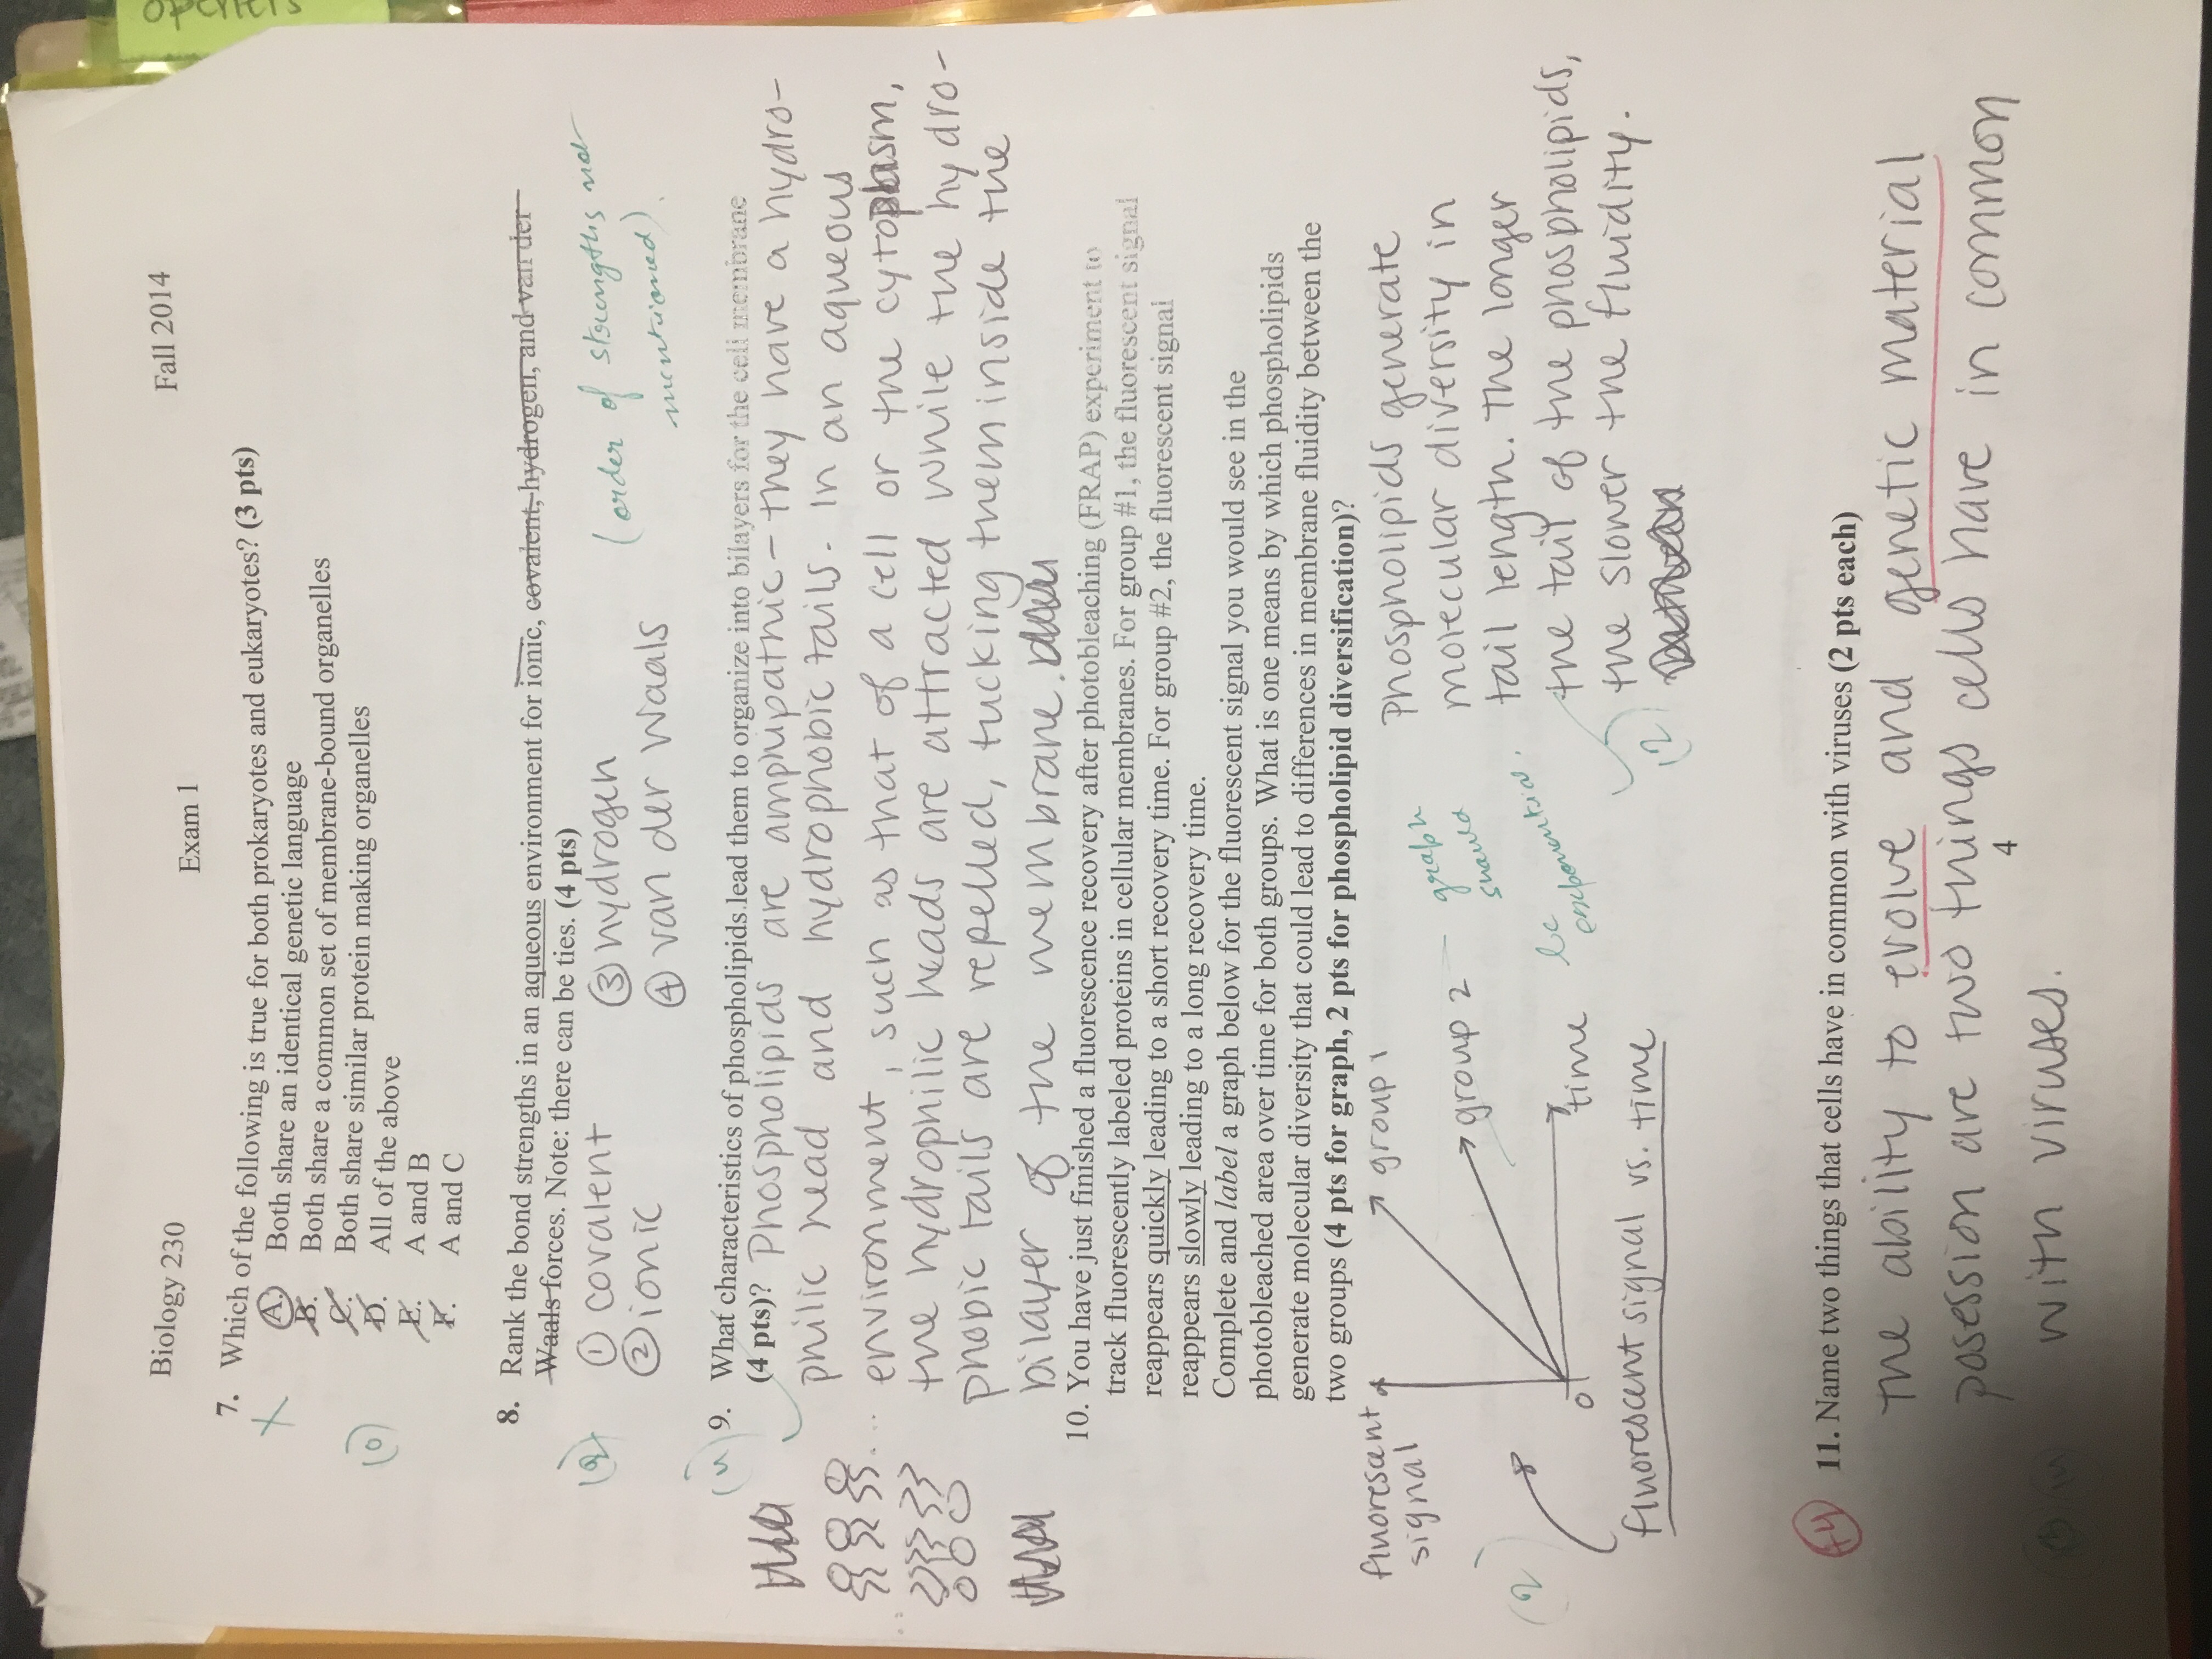 Biology 230
Fall 2014
Exam 1
operons
7. Which of the following is true for both prokaryotes and eukaryotes? (3 pts)
X
A. Both share an identical genetic language
B. Both share a common set of membrane-bound organelles
C. Both share similar protein making organelles
(0)
D. All of the above
E. A and B
F. A and C
8. Rank the bond strengths in an aqueous environment for ionic, covalent, hydrogen, and van der
Waals forces. Note: there can be ties. (4 pts)
(2)
① covalent ③ hydrogen
② ionic ④ van der Waals
(order of strengths not
mentioned).
(4)
9. What characteristics of phospholipids lead them to organize into bilayers for the cell membrane
(4 pts)? Phospholipids are amphipathic – they have a hydro-
philic head and hydrophobic tails. In an aqueous
environment, such as that of a cell or the cytoplasm,
the hydrophilic heads are attracted while the hydro-
phobic tails are repelled, tucking them inside the
bilayer of the membrane.
10. You have just finished a fluorescence recovery after photobleaching (FRAP) experiment to
track fluorescently labeled proteins in cellular membranes. For group #1, the fluorescent signal
reappears quickly leading to a short recovery time. For group #2, the fluorescent signal
reappears slowly leading to a long recovery time.
Complete and label a graph below for the fluorescent signal you would see in the
photobleached area over time for both groups. What is one means by which phospholipids
generate molecular diversity that could lead to differences in membrane fluidity between the
two groups (4 pts for graph, 2 pts for phospholipid diversification)?
fluorescent
signal
group 1
group 2
0
time
fluorescent signal vs. time
(2)
graph
should
be
exponential.
Phospholipids generate
molecular diversity in
tail length. The longer
the tail of the phospholipids,
the slower the fluidity.
(2)
+4
11. Name two things that cells have in common with viruses (2 pts each)
The ability to evolve and genetic material
posession are two things cells have in common
4
with viruses.